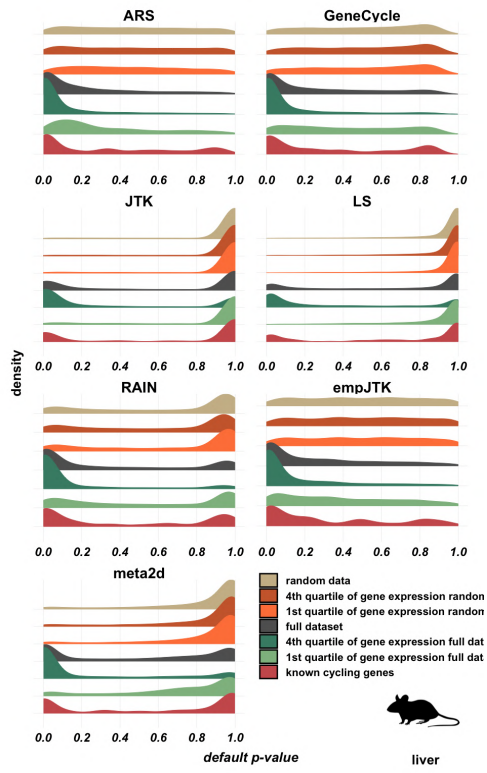 ARS GeneCycle
0.0 0.2 0.4 0.6 0.8 1.0 0.0 0.2 0.4 0.6 0.8 1.0
JTK LS
0.0 0.2 0.4 0.6 0.8 1.0 0.0 0.2 0.4 0.6 0.8 1.0
density
RAIN empJTK
0.0 0.2 0.4 0.6 0.8 1.0 0.0 0.2 0.4 0.6 0.8 1.0
meta2d
random data
4th quartile of gene expression random
1st quartile of gene expression random
full dataset
4th quartile of gene expression full dat
1st quartile of gene expression full dat
known cycling genes
0.0 0.2 0.4 0.6 0.8 1.0
default p-value
liver